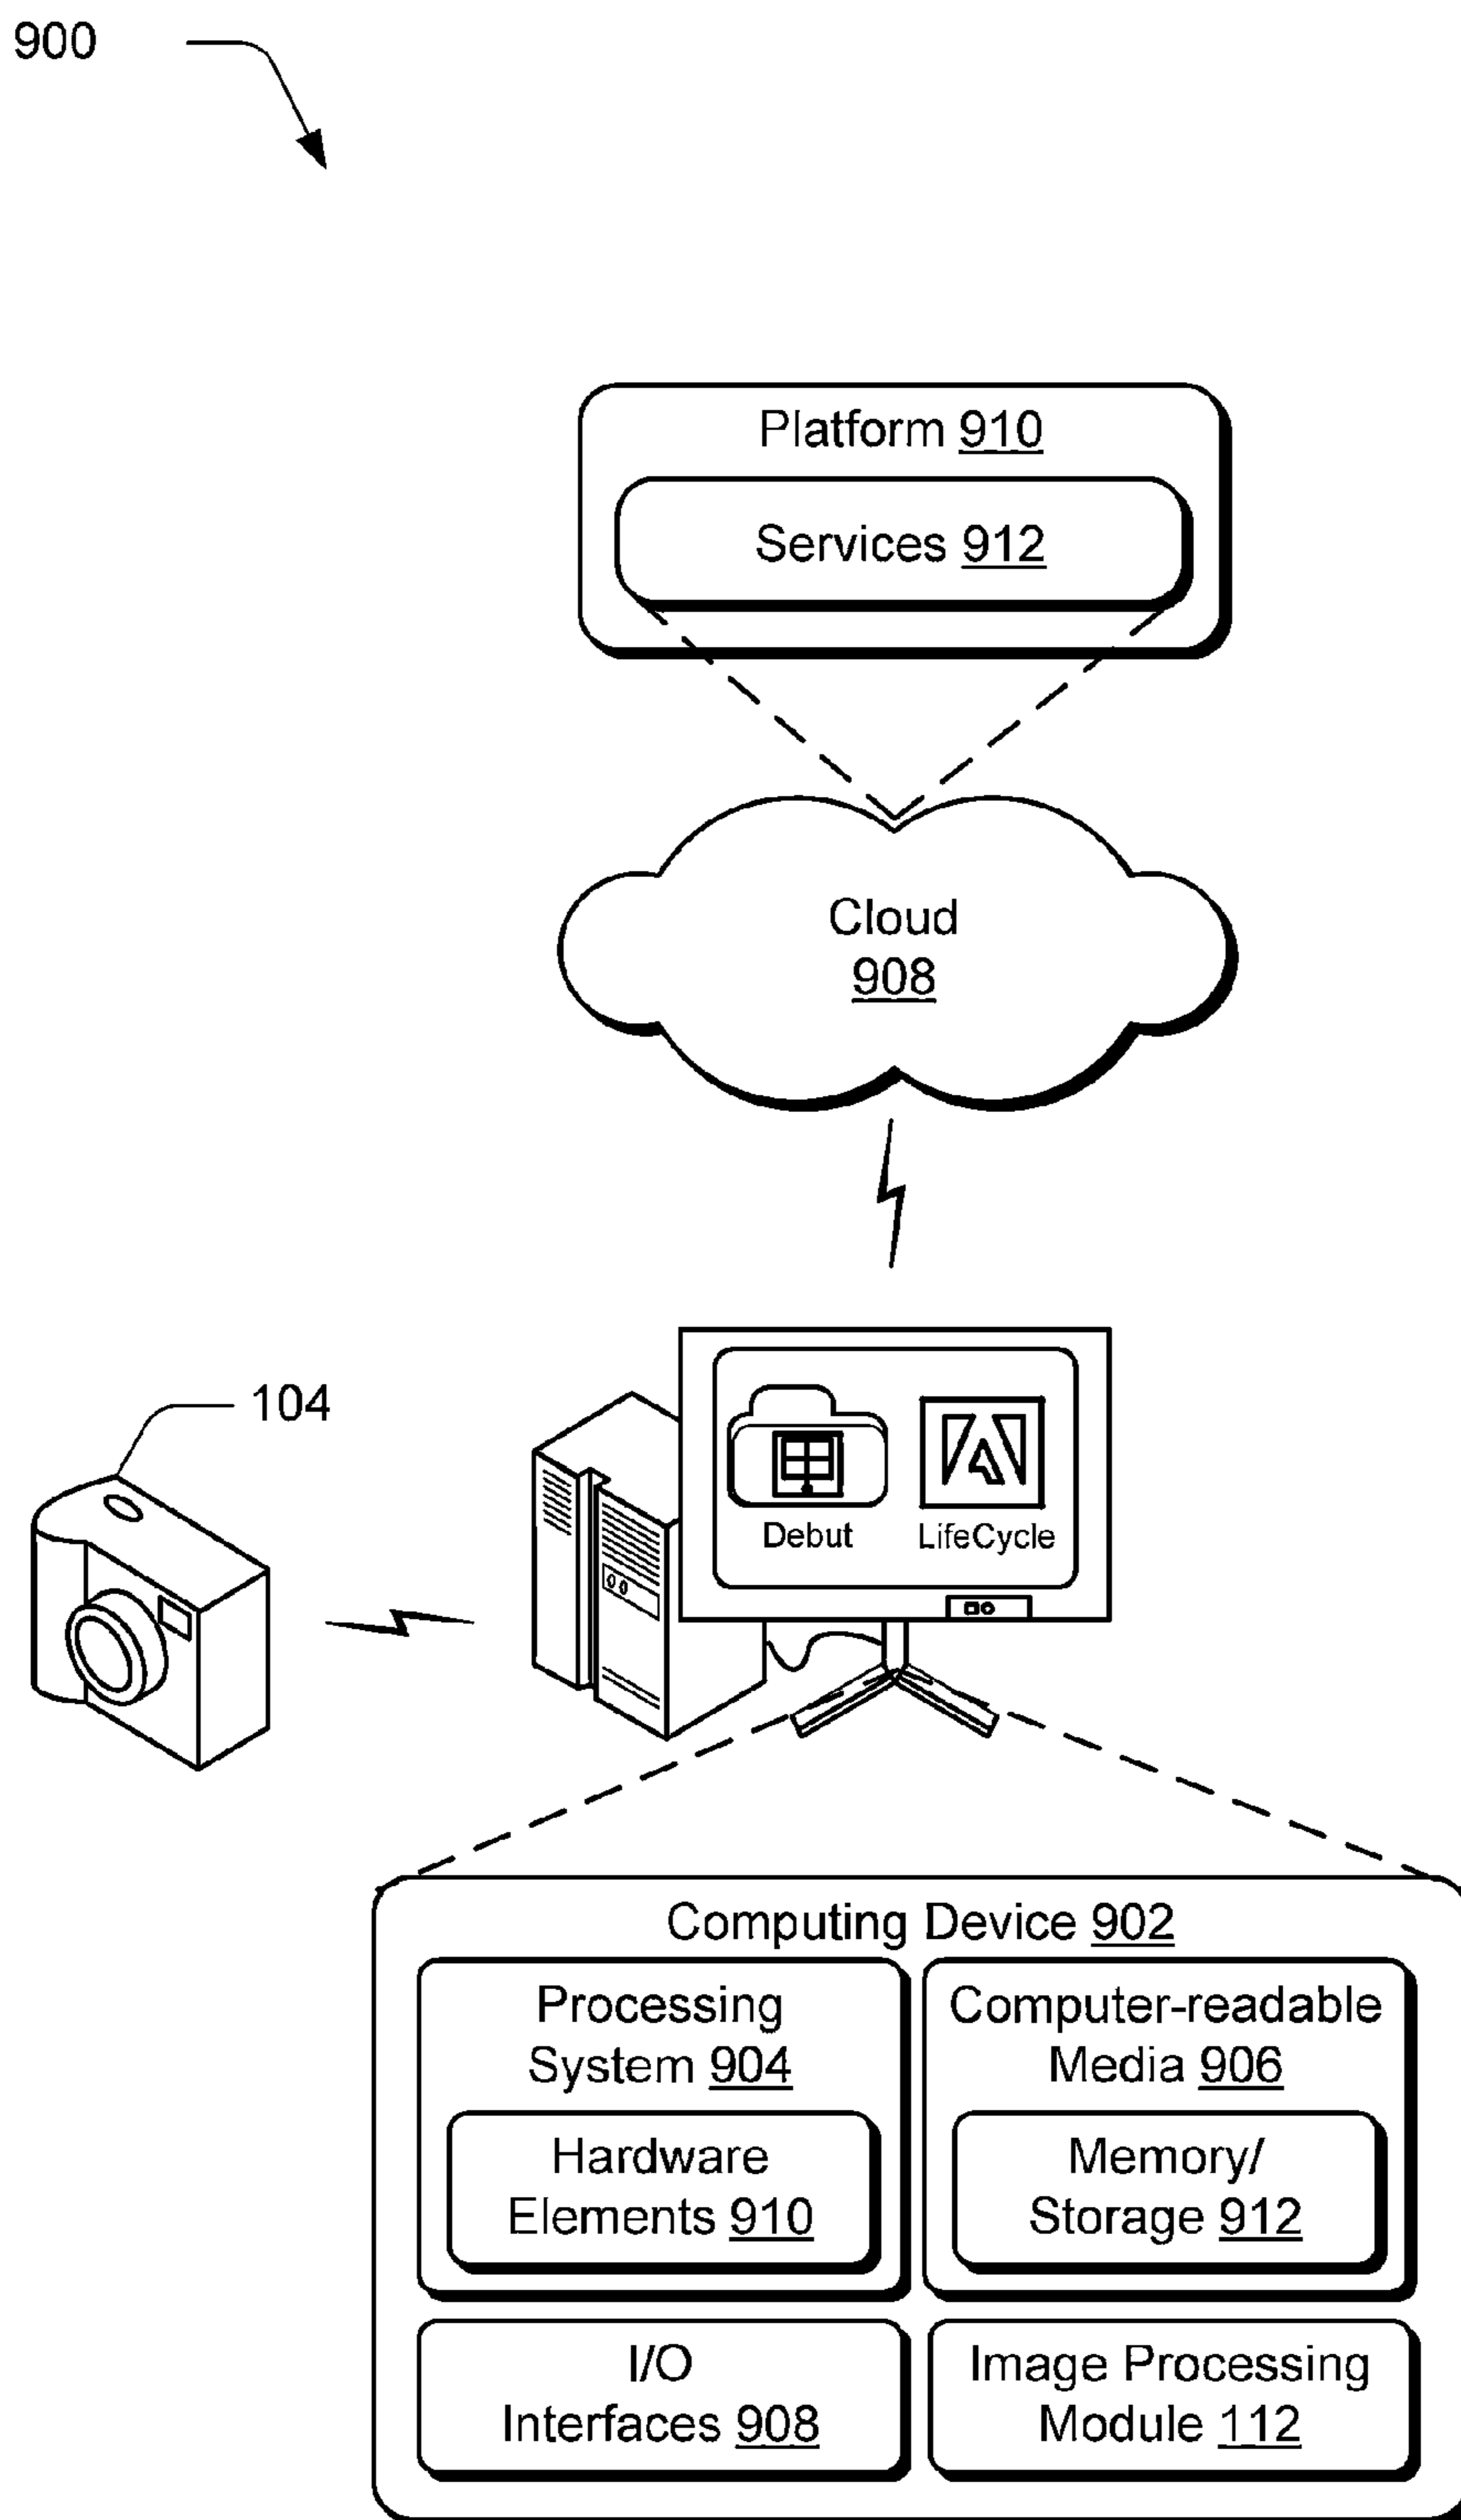 900
Platform 910
Services 912
Cloud
908
104
Debut
LifeCycle
Computing Device 902
Processing
System 904
Hardware
Elements 910
Computer-readable
Media 906
Memory/
Storage 912
I/O
Interfaces 908
Image Processing
Module 112